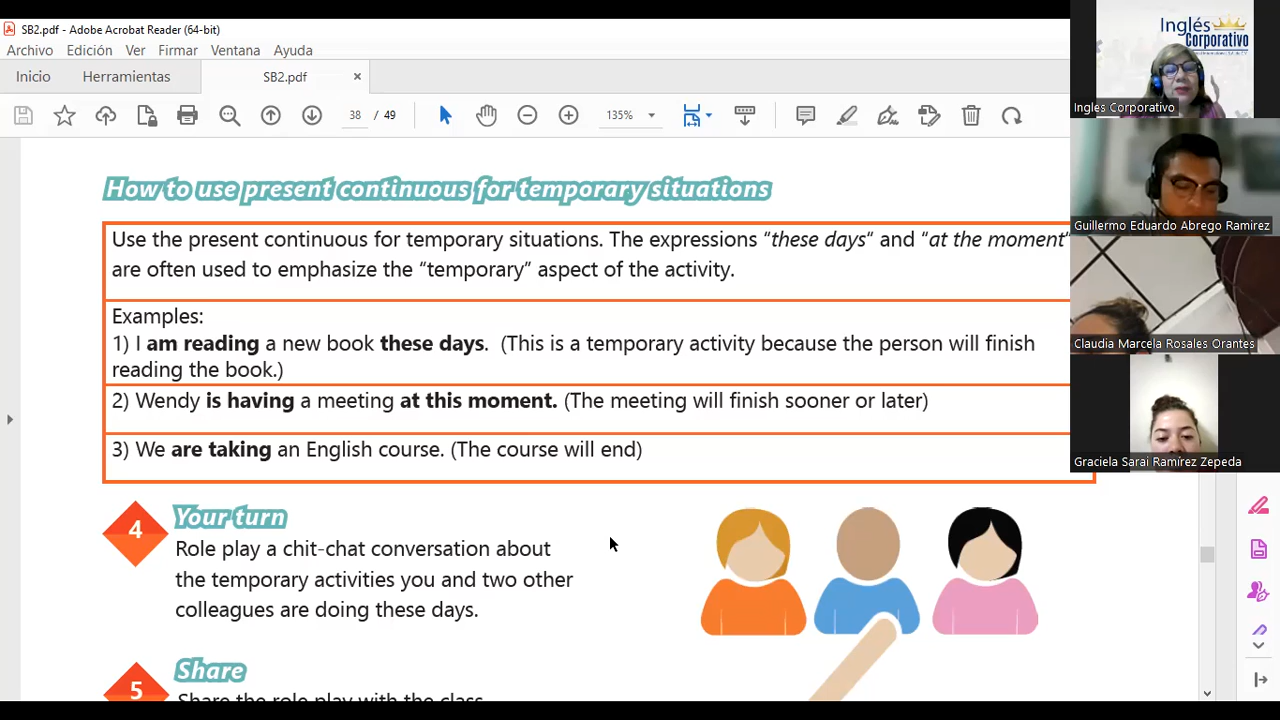 SB2.pdf - Adobe Acrobat Reader (64-bit)
Archivo Edición Ver Firmar Ventana Ayuda
Inicio Herramientas SB2.pdf ×
38 / 49 135%
How to use present continuous for temporary situations
Use the present continuous for temporary situations. The expressions "these days" and "at the moment"
are often used to emphasize the "temporary" aspect of the activity.
Examples:
1) I am reading a new book these days. (This is a temporary activity because the person will finish
reading the book.)
2) Wendy is having a meeting at this moment. (The meeting will finish sooner or later)
3) We are taking an English course. (The course will end)
4 Your turn
Role play a chit-chat conversation about
the temporary activities you and two other
colleagues are doing these days.
5 Share
Share the role play with the class
Inglés
Corporativo
Ingles Corporativo
Guillermo Eduardo Abrego Ramirez
Claudia Marcela Rosales Orantes
Graciela Sarai Ramírez Zepeda